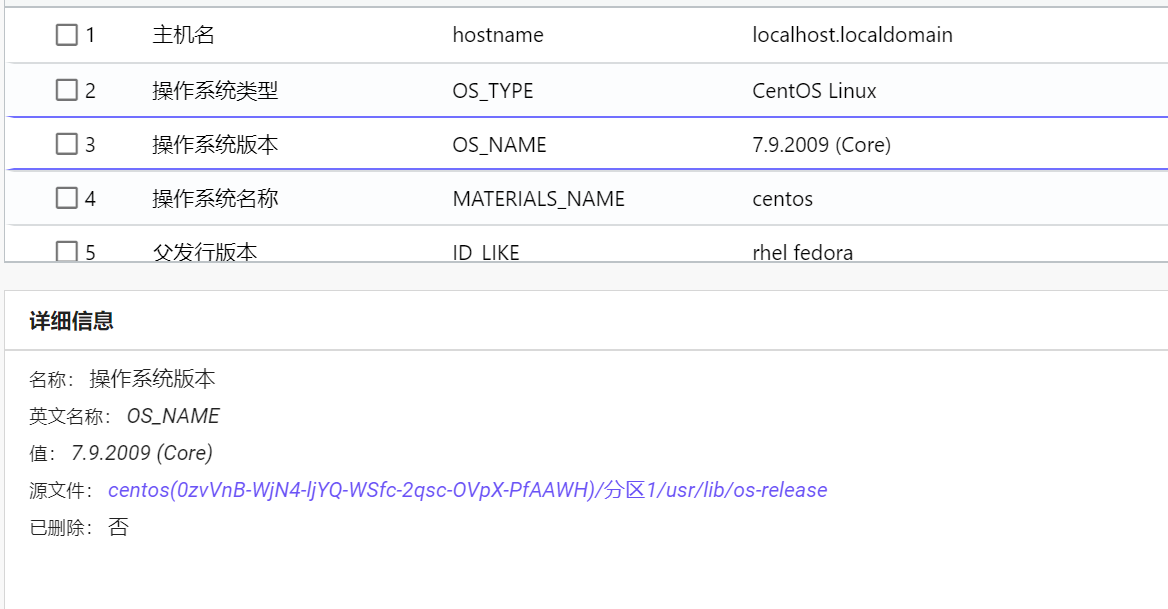 1 主机名 hostname localhost.localdomain
2 操作系统类型 OS_TYPE CentOS Linux
3 操作系统版本 OS_NAME 7.9.2009 (Core)
4 操作系统名称 MATERIALS_NAME centos
5 父发行版本 ID_LIKE rhel fedora
详细信息
名称： 操作系统版本
英文名称： OS_NAME
值： 7.9.2009 (Core)
源文件： centos(0zvVnB-WjN4-ljYQ-WSfc-2qsc-OVpX-PfAAWH)/分区1/usr/lib/os-release
已删除： 否